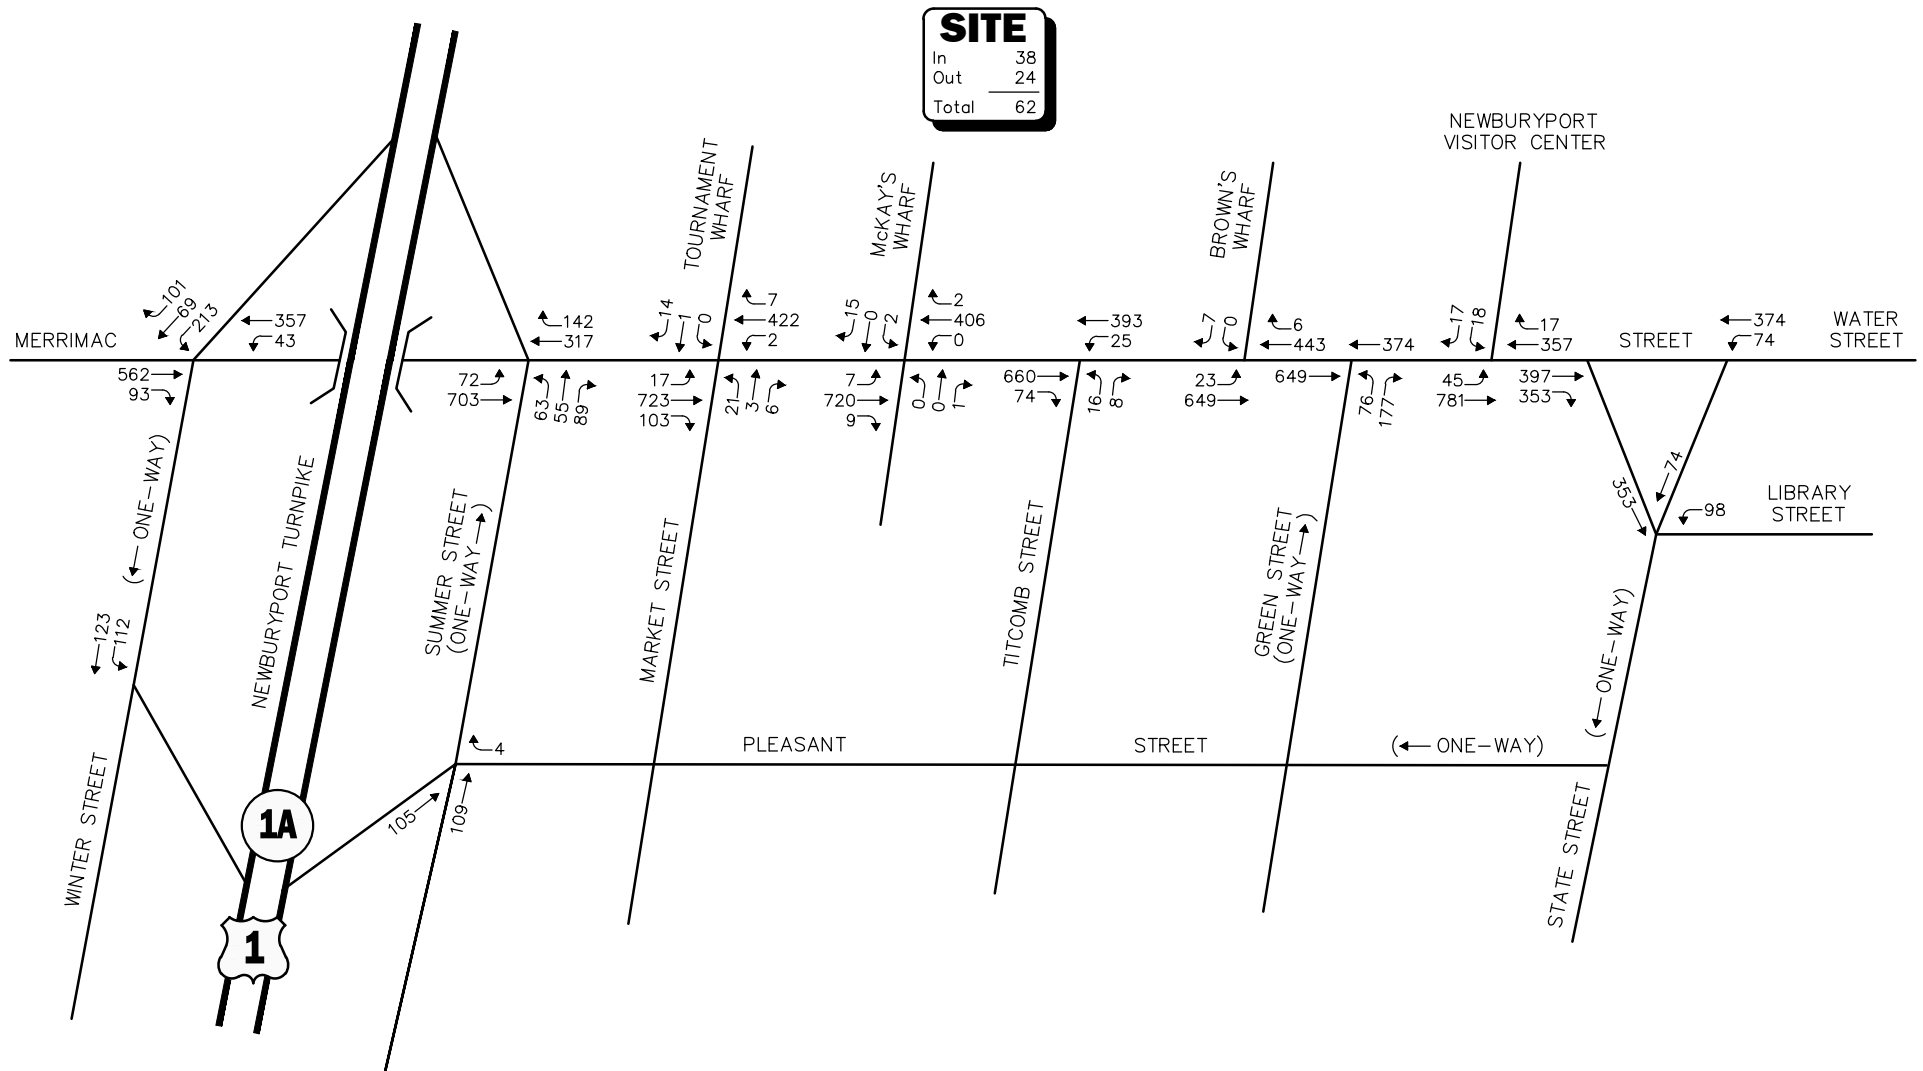 SITE
In 38
Out 24
Total 62
NEWBURYPORT
VISITOR CENTER
TOURNAMENT
WHARF
McKAY'S
WHARF
BROWN'S
WHARF
101
69
213
357
43
142
317
14
1
0
7
422
2
15
0
2
2
406
0
393
25
7
0
6
443
374
17
18
17
357
374
74
MERRIMAC
STREET
WATER
STREET
562
93
72
703
63
55
89
17
723
103
21
3
6
7
720
9
0
0
1
660
74
16
8
23
649
649
76
177
45
781
397
353
353
74
98
LIBRARY
STREET
(ONE-WAY)
NEWBURYPORT TURNPIKE
SUMMER STREET
(ONE-WAY)
MARKET STREET
TITCOMB STREET
GREEN STREET
(ONE-WAY)
(ONE-WAY)
123
112
4
PLEASANT
STREET
(ONE-WAY)
105
109
WINTER STREET
STATE STREET
1A
1